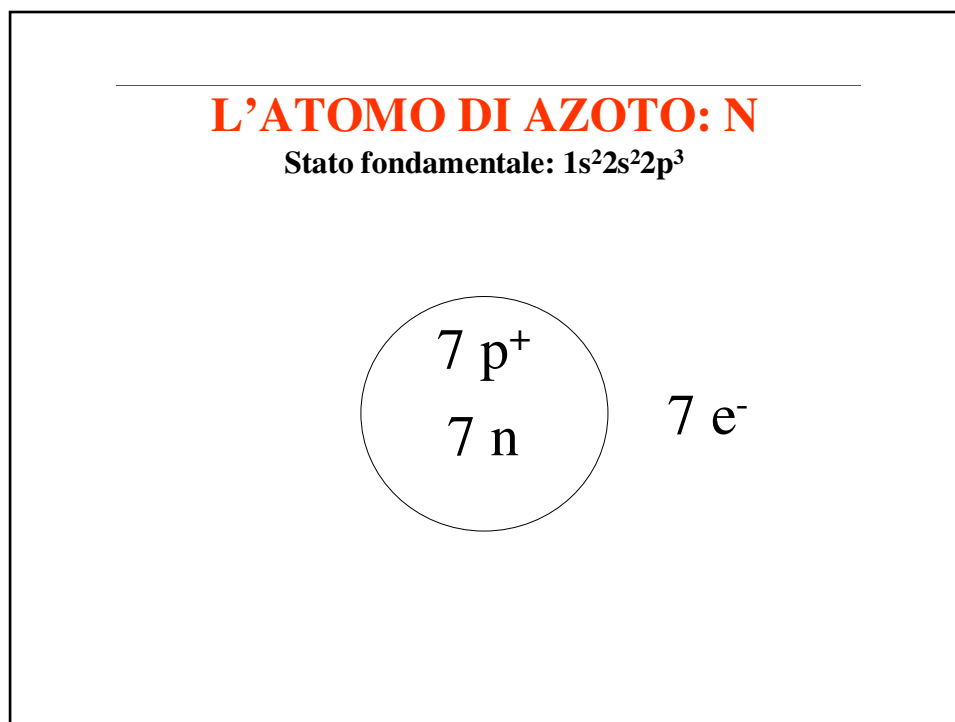 L’ATOMO DI AZOTO: N
Stato fondamentale: 1s²2s²2p³
7 p⁺
7 n
7 e⁻